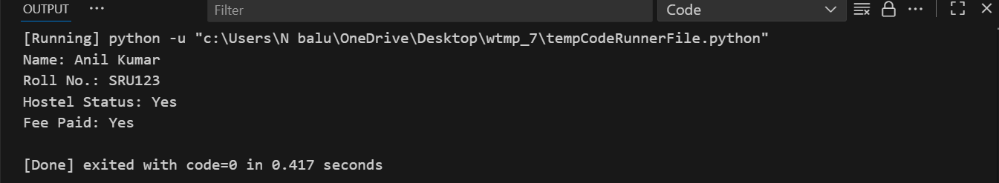 OUTPUT ··· Filter Code ···
[Running] python -u "c:\Users\N balu\OneDrive\Desktop\wtmp_7\tempCodeRunnerFile.python"
Name: Anil Kumar
Roll No.: SRU123
Hostel Status: Yes
Fee Paid: Yes
[Done] exited with code=0 in 0.417 seconds